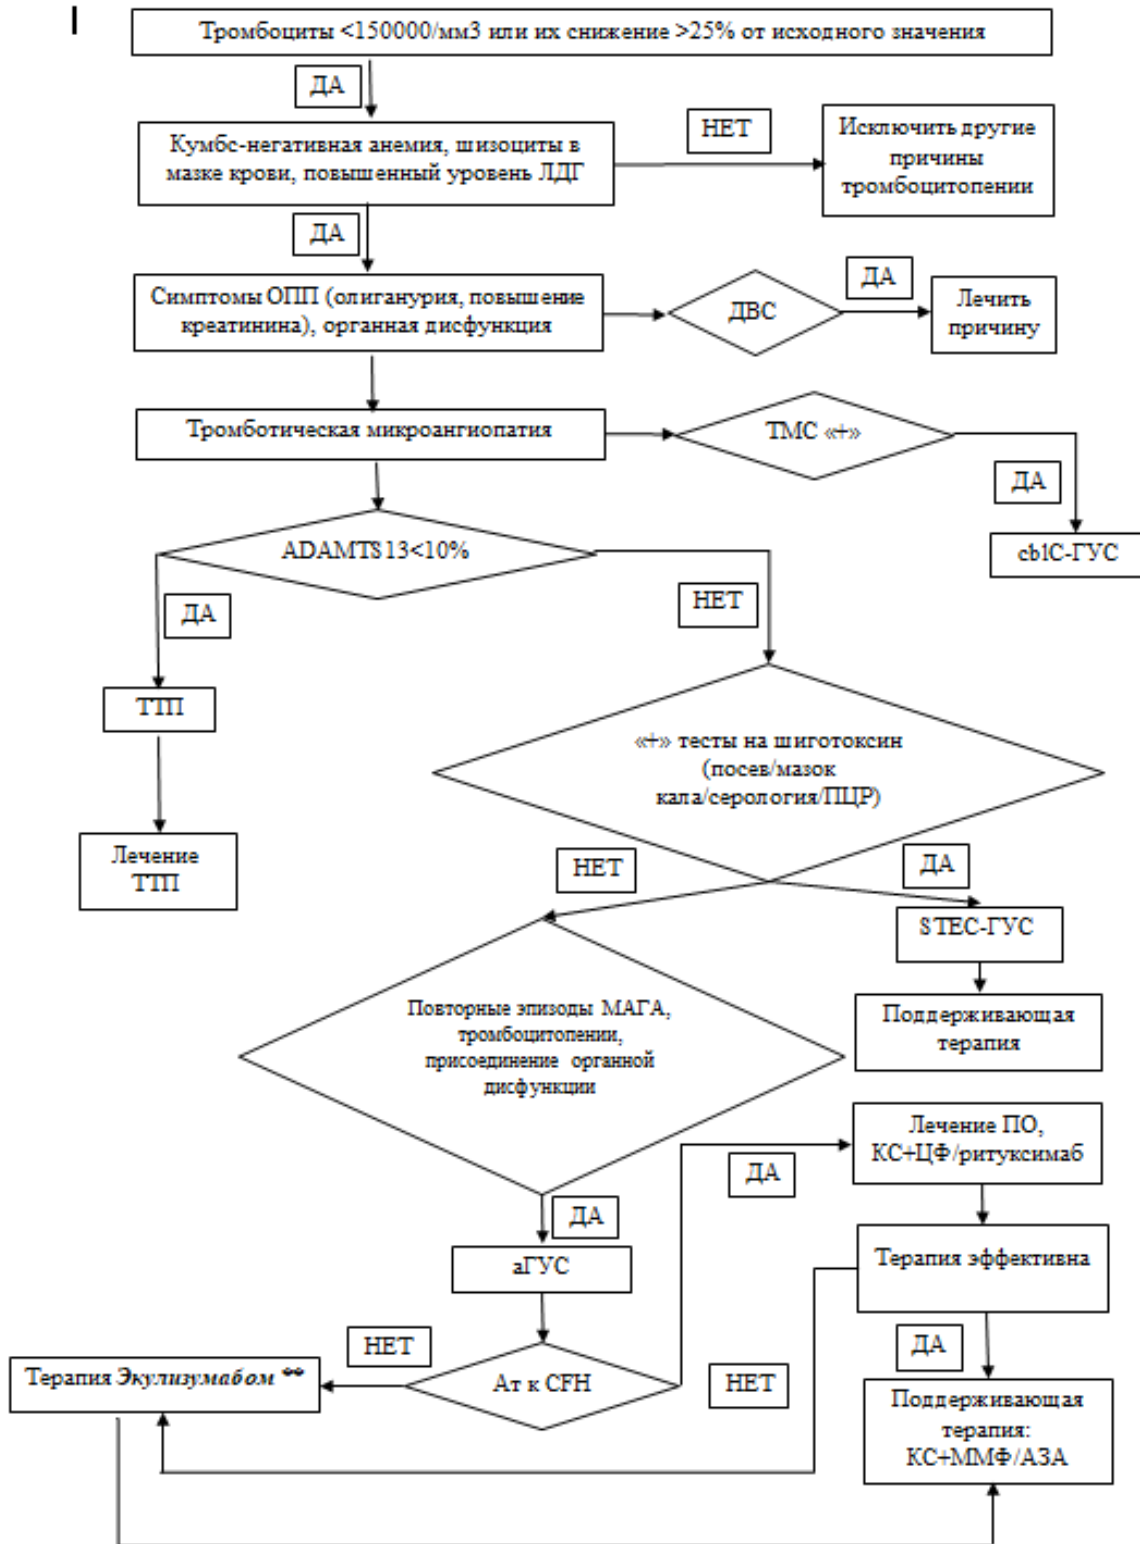 I
Тромбоциты <150000/мм3 или их снижение >25% от исходного значения
ДА
Кумбс-негативная анемия, шизоциты в
мазке крови, повышенный уровень ЛДГ
НЕТ
Исключить другие
причины
тромбоцитопении
ДА
Симптомы ОПП (олиганурия, повышение
креатинина), органная дисфункция
ДВС
ДА
Лечить
причину
Тромботическая микроангиопатия
ТМС «+»
ДА
cblC-ГУС
ADAMTS13<10%
ДА
НЕТ
ТТП
Лечение
ТТП
«+» тесты на шиготоксин
(посев/мазок
кала/серология/ПЦР)
НЕТ
ДА
STEC-ГУС
Поддерживающая
терапия
Повторные эпизоды МАГА,
тромбоцитопении,
присоединение органной
дисфункции
ДА
аГУС
Ат к CFH
ДА
Лечение ПО,
КС+ЦФ/ритуксимаб
Терапия эффективна
НЕТ
Терапия Экулизумабом **
НЕТ
ДА
Поддерживающая
терапия:
КС+ММФ/АЗА